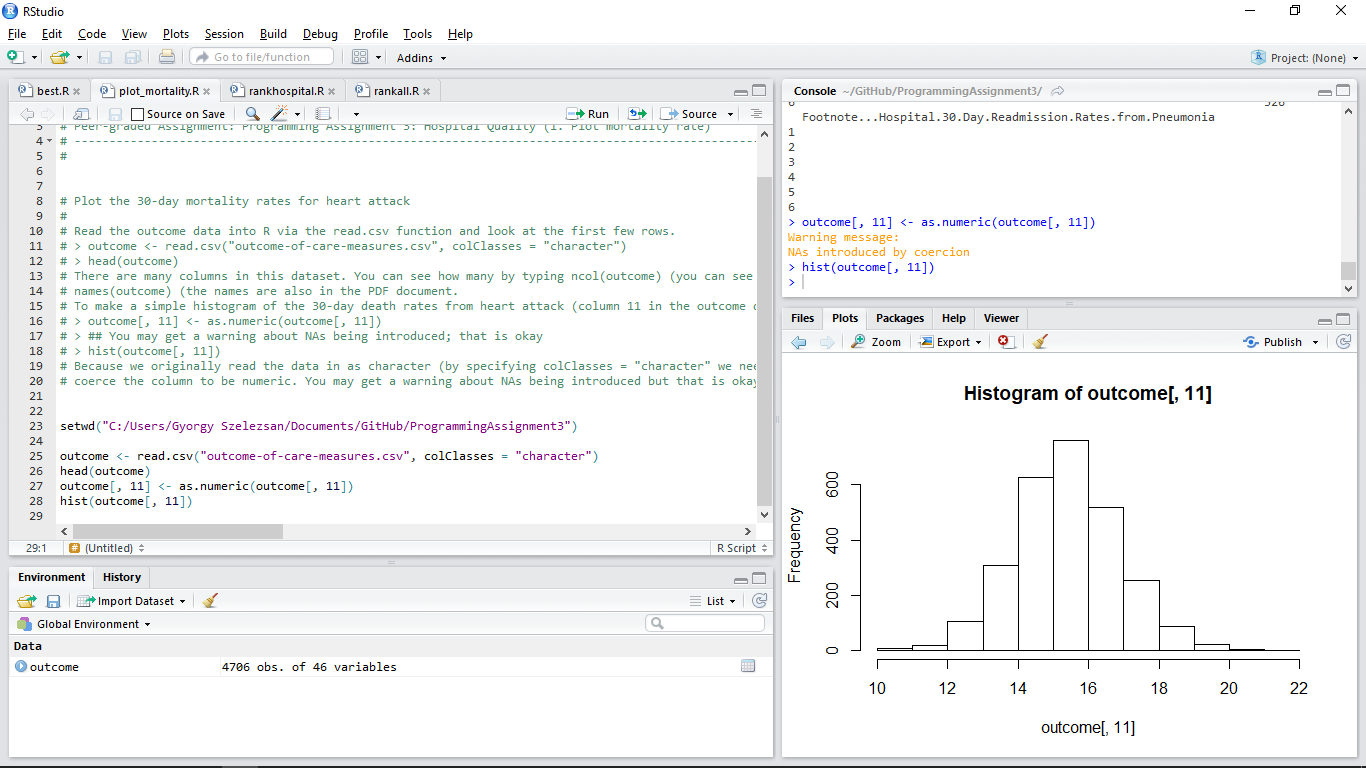 RStudio
File Edit Code View Plots Session Build Debug Profile Tools Help
Go to file/function Addins Project: (None)
best.R plot_mortality.R rankhospital.R rankall.R
Source on Save Run Source
3 # Peer-graded Assignment: Programming Assignment 3: Hospital Quality (1. Plot mortality rate)
4 # ---------------------------------------------------------------------------------------------------------
5 #
6
7
8 # Plot the 30-day mortality rates for heart attack
9 #
10 # Read the outcome data into R via the read.csv function and look at the first few rows.
11 # > outcome <- read.csv("outcome-of-care-measures.csv", colClasses = "character")
12 # > head(outcome)
13 # There are many columns in this dataset. You can see how many by typing ncol(outcome) (you can see
14 # names(outcome) (the names are also in the PDF document.
15 # To make a simple histogram of the 30-day death rates from heart attack (column 11 in the outcome
16 # > outcome[, 11] <- as.numeric(outcome[, 11])
17 # > ## You may get a warning about NAs being introduced; that is okay
18 # > hist(outcome[, 11])
19 # Because we originally read the data in as character (by specifying colClasses = "character" we
20 # coerce the column to be numeric. You may get a warning about NAs being introduced but that is okay
21
22
23 setwd("C:/Users/Gyorgy Szelezsan/Documents/GitHub/ProgrammingAssignment3")
24
25 outcome <- read.csv("outcome-of-care-measures.csv", colClasses = "character")
26 head(outcome)
27 outcome[, 11] <- as.numeric(outcome[, 11])
28 hist(outcome[, 11])
29
29:1 (Untitled) R Script
Environment History
Import Dataset List
Global Environment
Data
outcome 4706 obs. of 46 variables
Console ~/GitHub/ProgrammingAssignment3/
6 326
Footnote...Hospital.30.Day.Readmission.Rates.from.Pneumonia
1
2
3
4
5
6
> outcome[, 11] <- as.numeric(outcome[, 11])
Warning message:
NAs introduced by coercion
> hist(outcome[, 11])
>
Files Plots Packages Help Viewer
Zoom Export Publish
Histogram of outcome[, 11]
Frequency
600
400
200
0
10 12 14 16 18 20 22
outcome[, 11]